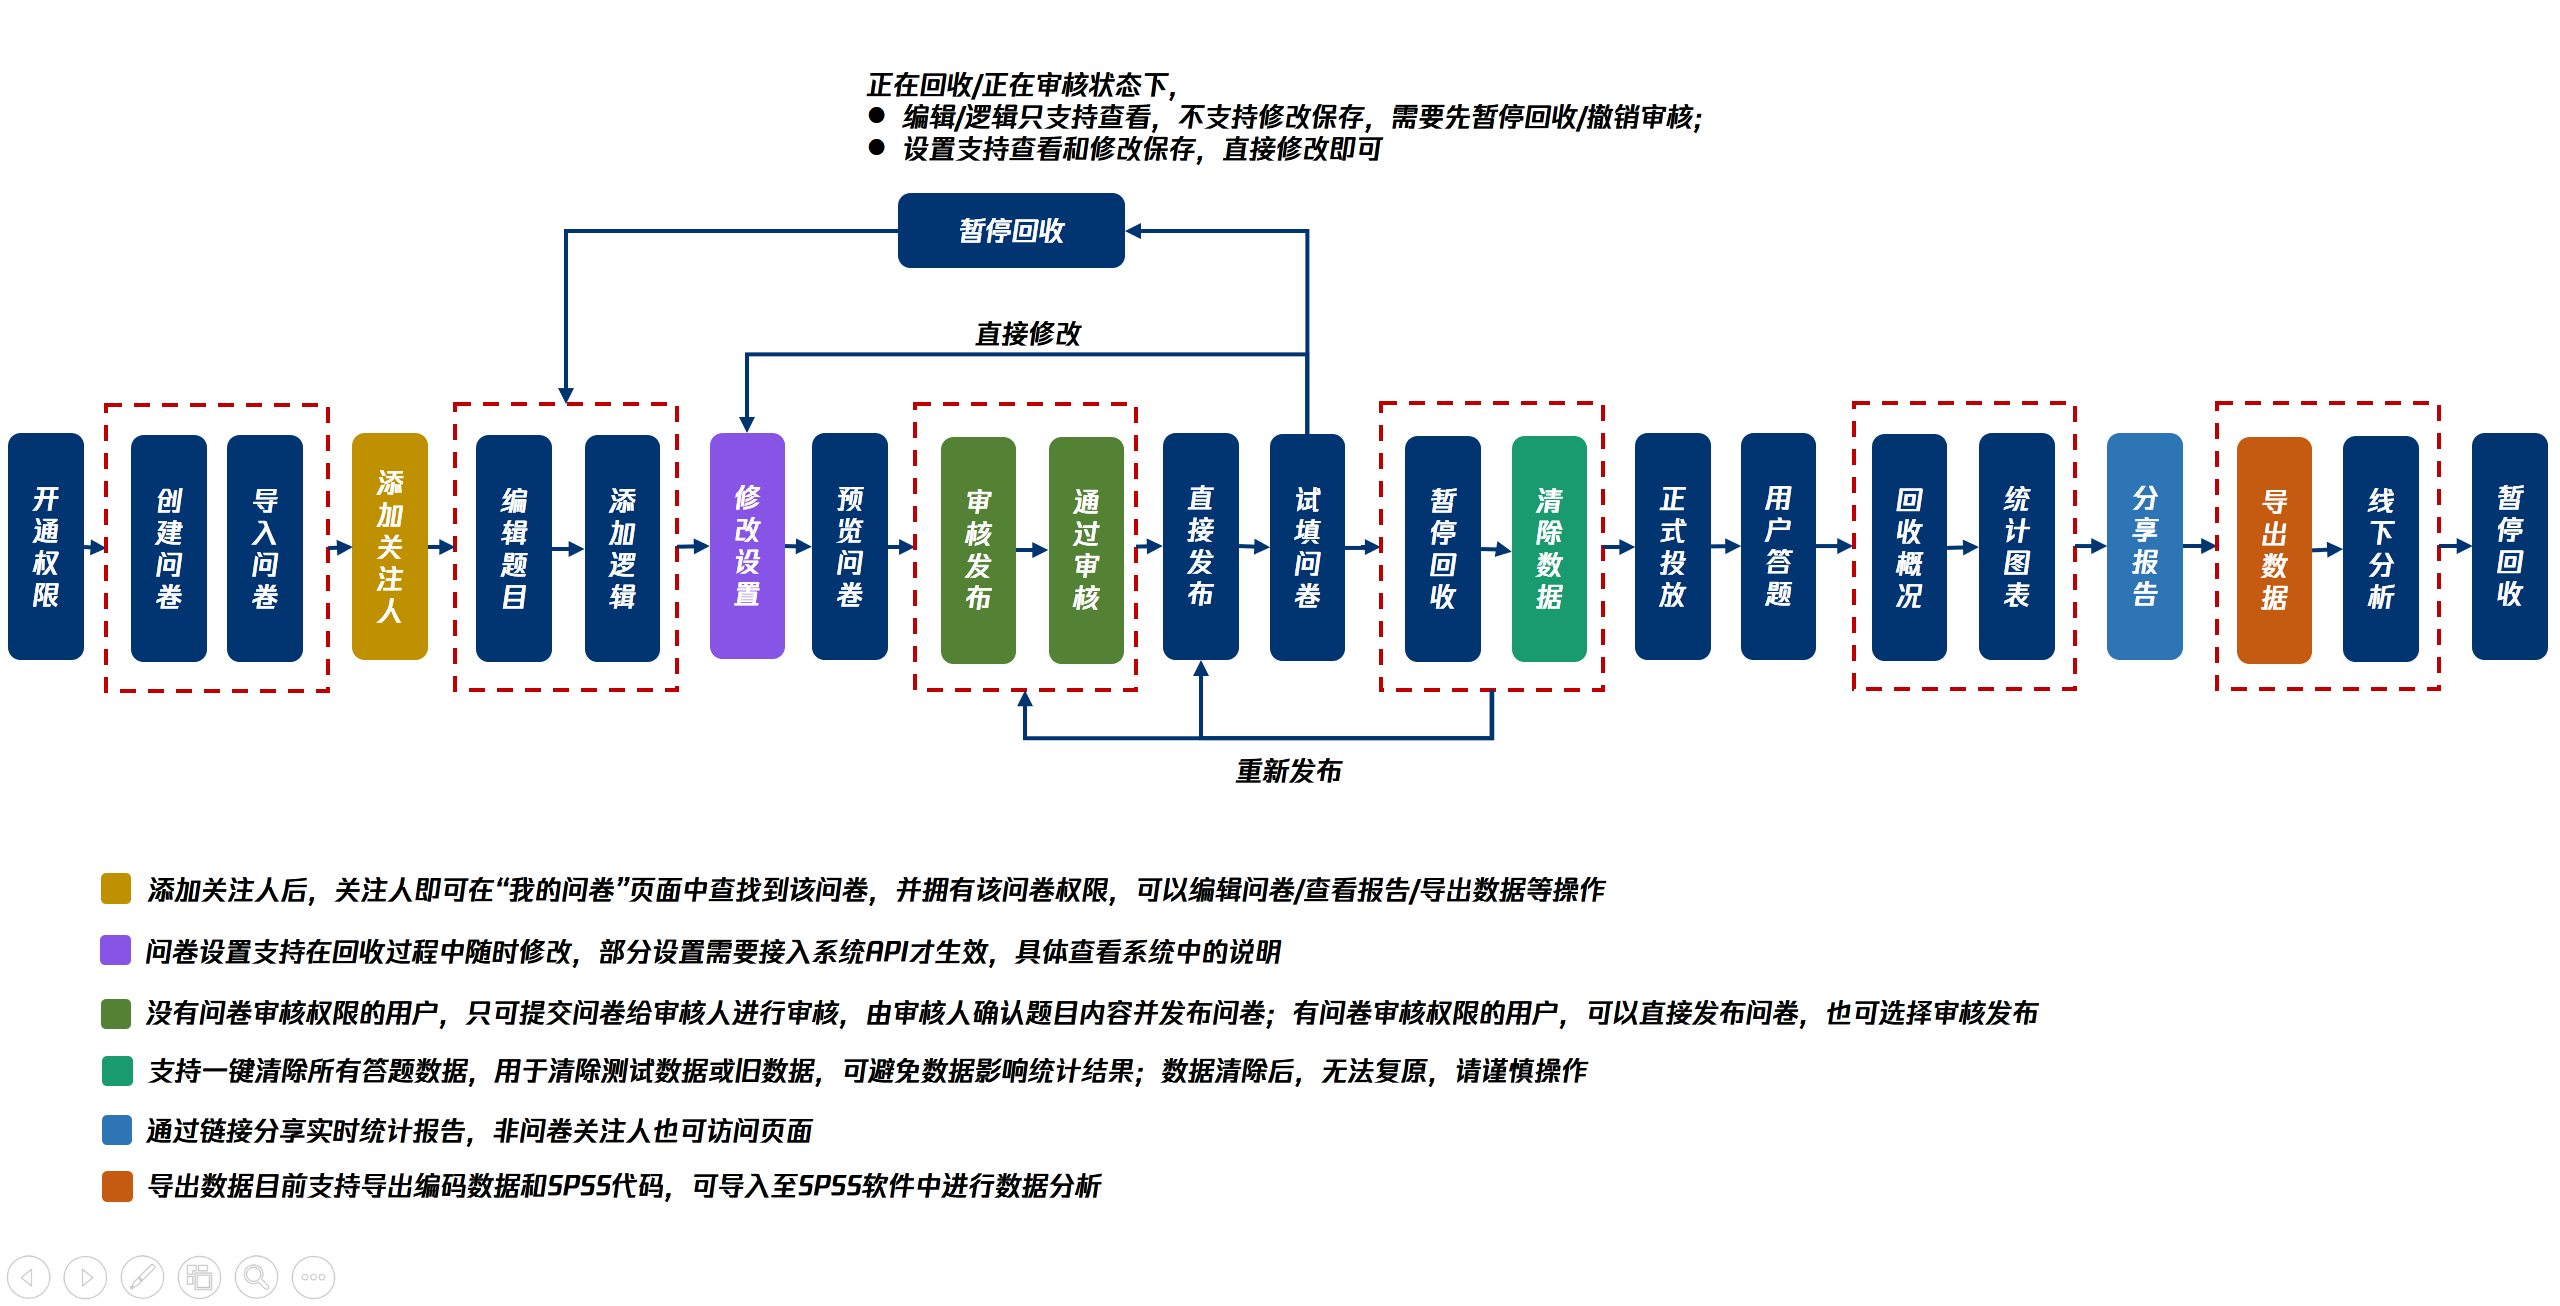 正在回收/正在审核状态下，
● 编辑/逻辑只支持查看，不支持修改保存，需要先暂停回收/撤销审核；
● 设置支持查看和修改保存，直接修改即可
暂停回收
直接修改
开通权限
创建问卷
导入问卷
添加关注人
编辑题目
添加逻辑
修改设置
预览问卷
审核发布
通过审核
直接发布
试填问卷
暂停回收
清除数据
正式投放
用户答题
回收概况
统计图表
分享报告
导出数据
线下分析
暂停回收
重新发布
添加关注人后，关注人即可在“我的问卷”页面中查找到该问卷，并拥有该问卷权限，可以编辑问卷/查看报告/导出数据等操作
问卷设置支持在回收过程中随时修改，部分设置需要接入系统API才生效，具体查看系统中的说明
没有问卷审核权限的用户，只可提交问卷给审核人进行审核，由审核人确认题目内容并发布问卷；有问卷审核权限的用户，可以直接发布问卷，也可选择审核发布
支持一键清除所有答题数据，用于清除测试数据或旧数据，可避免数据影响统计结果；数据清除后，无法复原，请谨慎操作
通过链接分享实时统计报告，非问卷关注人也可访问页面
导出数据目前支持导出编码数据和SPSS代码，可导入至SPSS软件中进行数据分析